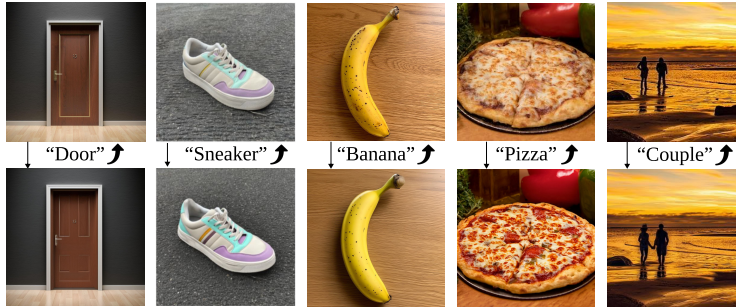 “Door”
“Sneaker”
“Banana”
“Pizza”
“Couple”